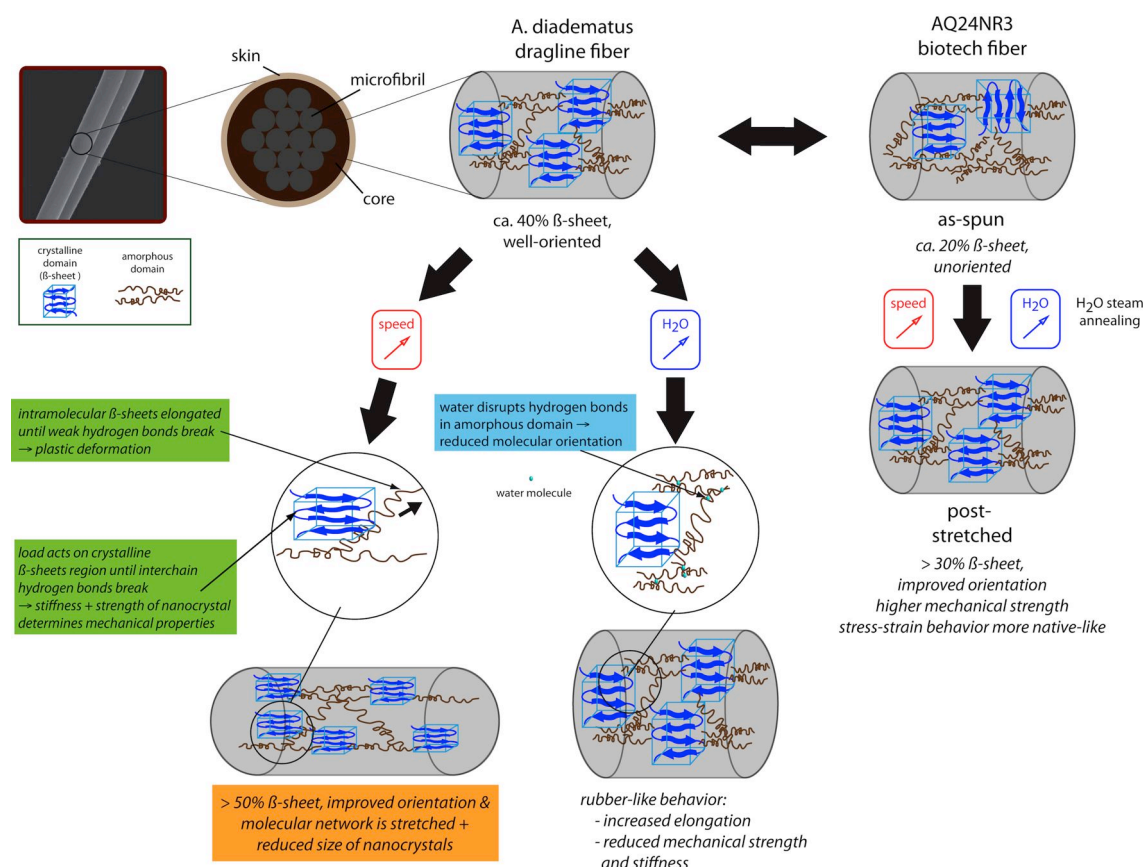 A. diadematus
dragline fiber
AQ24NR3
biotech fiber
skin
microfibril
core
ca. 40% ß-sheet,
well-oriented
as-spun
ca. 20% ß-sheet,
unoriented
crystalline
domain
(ß-sheet )
amorphous
domain
speed
H2O
speed
H2O
H2O steam
annealing
intramolecular ß-sheets elongated
until weak hydrogen bonds break
→ plastic deformation
water disrupts hydrogen bonds
in amorphous domain →
reduced molecular orientation
water molecule
load acts on crystalline
ß-sheets region until interchain
hydrogen bonds break
→ stiffness + strength of nanocrystal
determines mechanical properties
post-
stretched
> 30% ß-sheet,
improved orientation
higher mechanical strength
stress-strain behavior more native-like
> 50% ß-sheet, improved orientation &
molecular network is stretched +
reduced size of nanocrystals
rubber-like behavior:
- increased elongation
- reduced mechanical strength
and stiffness